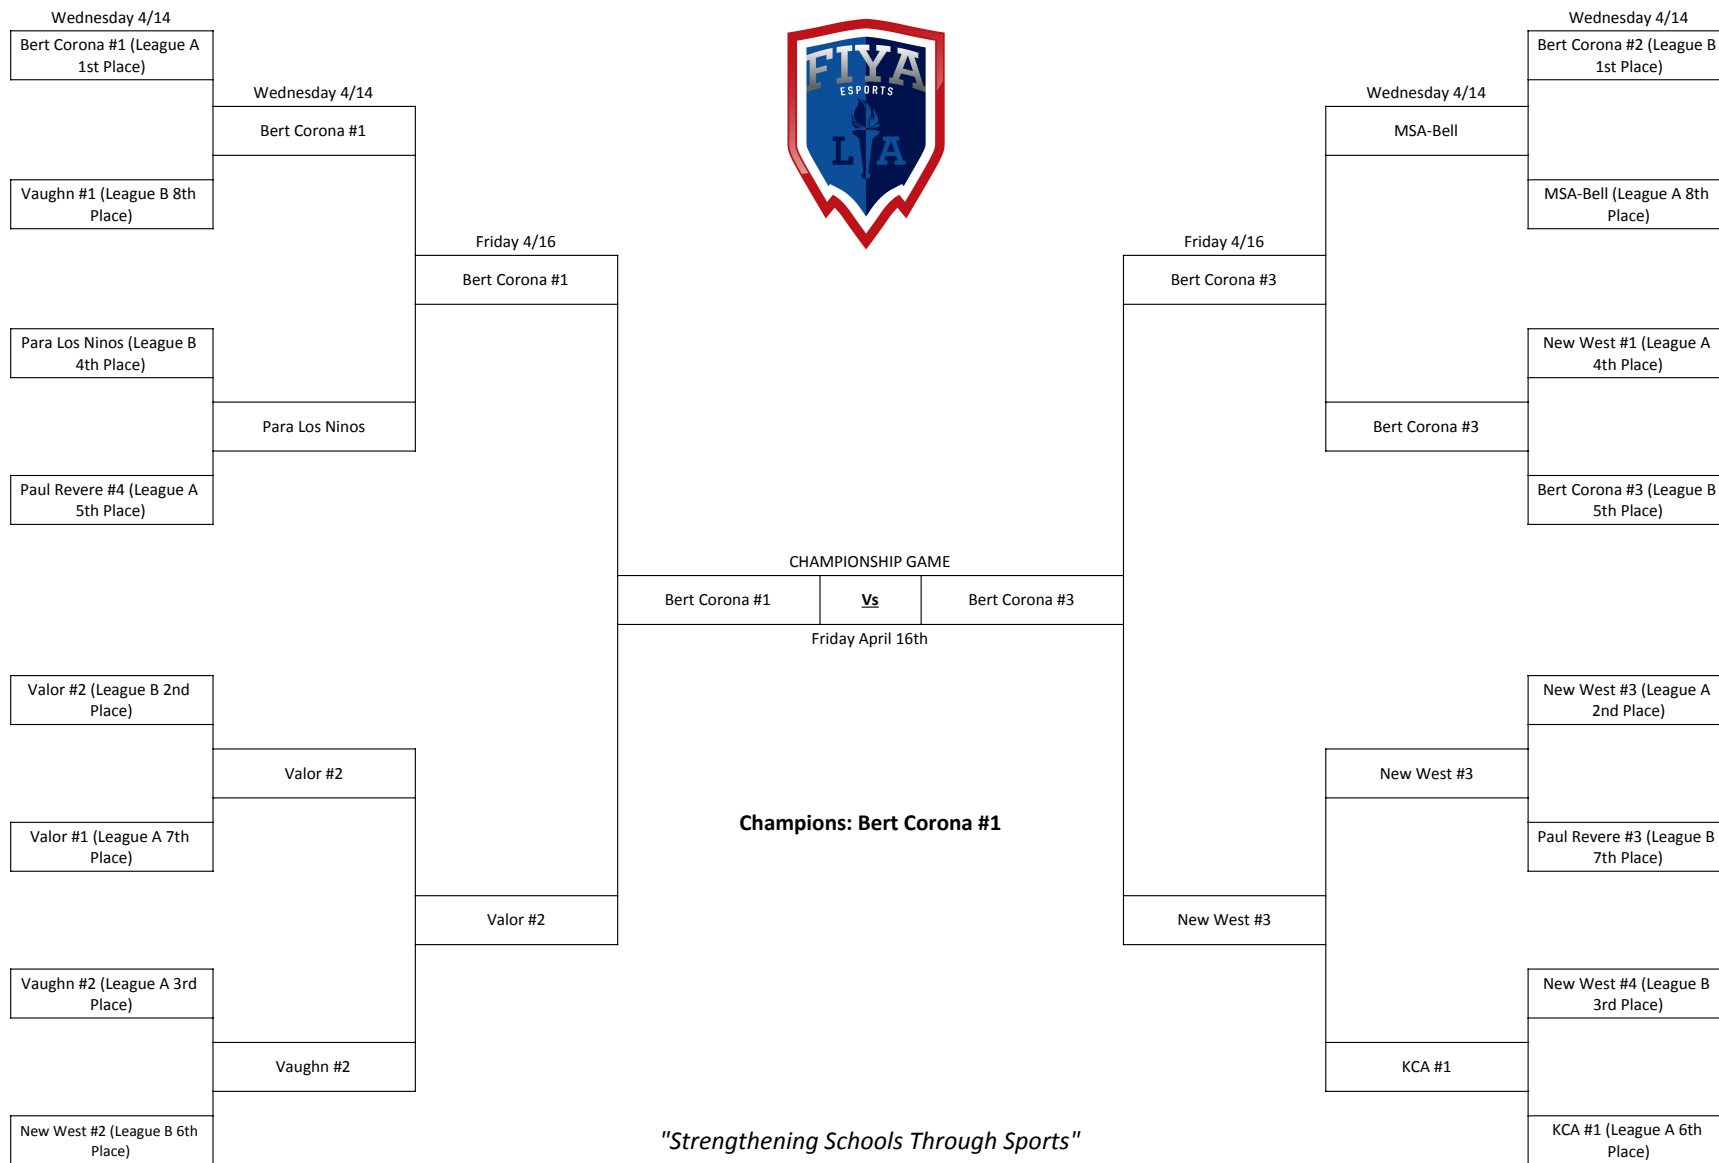 Wednesday 4/14
Wednesday 4/14
Bert Corona #1 (League A
1st Place)
Bert Corona #2 (League B
1st Place)
FIYA
ESPORTS
L A
Wednesday 4/14
Wednesday 4/14
Bert Corona #1
MSA-Bell
Vaughn #1 (League B 8th
Place)
MSA-Bell (League A 8th
Place)
Friday 4/16
Friday 4/16
Bert Corona #1
Bert Corona #3
Para Los Ninos (League B
4th Place)
New West #1 (League A
4th Place)
Para Los Ninos
Bert Corona #3
Paul Revere #4 (League A
5th Place)
Bert Corona #3 (League B
5th Place)
CHAMPIONSHIP GAME
Bert Corona #1
Vs
Bert Corona #3
Friday April 16th
Valor #2 (League B 2nd
Place)
New West #3 (League A
2nd Place)
Valor #2
New West #3
Champions: Bert Corona #1
Valor #1 (League A 7th
Place)
Paul Revere #3 (League B
7th Place)
Valor #2
New West #3
Vaughn #2 (League A 3rd
Place)
New West #4 (League B
3rd Place)
Vaughn #2
KCA #1
New West #2 (League B 6th
Place)
"Strengthening Schools Through Sports"
KCA #1 (League A 6th
Place)